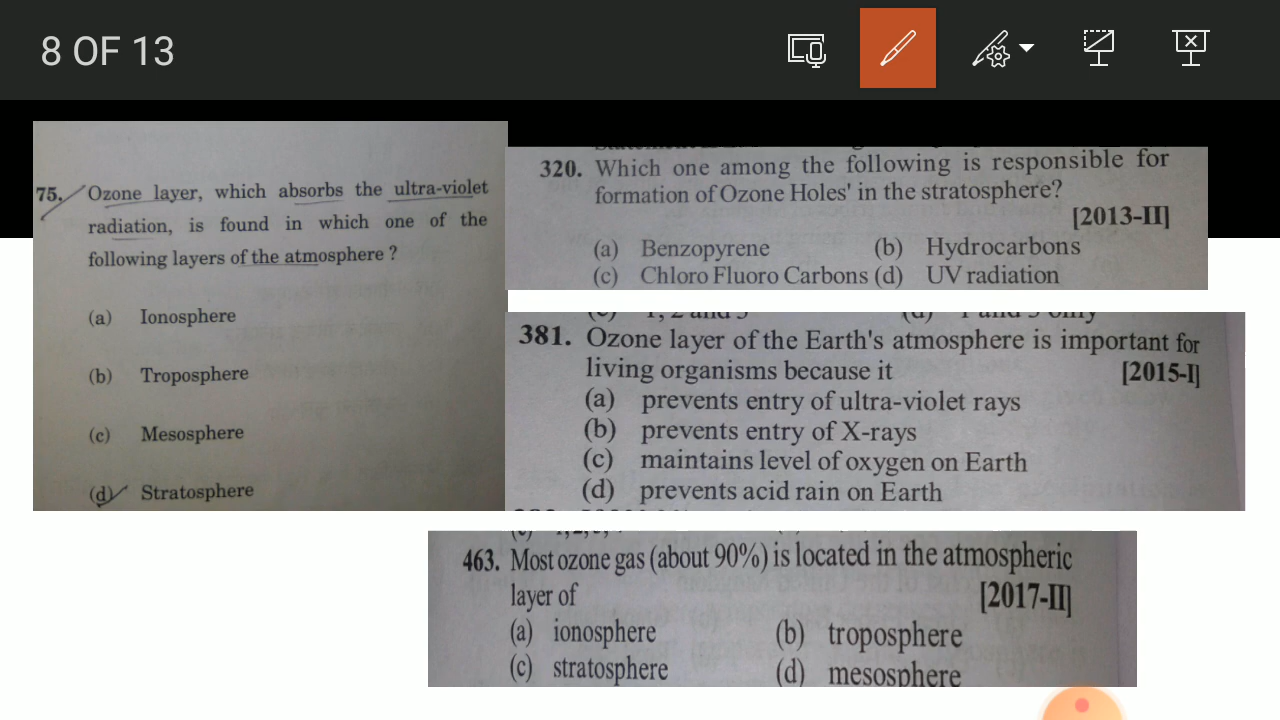 8 OF 13
75. Ozone layer, which absorbs the ultra-violet
radiation, is found in which one of the
following layers of the atmosphere ?
(a) Ionosphere
(b) Troposphere
(c) Mesosphere
(d) Stratosphere
320. Which one among the following is responsible for
formation of Ozone Holes' in the stratosphere?
[2013-II]
(a) Benzopyrene (b) Hydrocarbons
(c) Chloro Fluoro Carbons (d) UV radiation
381. Ozone layer of the Earth's atmosphere is important for
living organisms because it [2015-I]
(a) prevents entry of ultra-violet rays
(b) prevents entry of X-rays
(c) maintains level of oxygen on Earth
(d) prevents acid rain on Earth
463. Most ozone gas (about 90%) is located in the atmospheric
layer of [2017-II]
(a) ionosphere (b) troposphere
(c) stratosphere (d) mesosphere